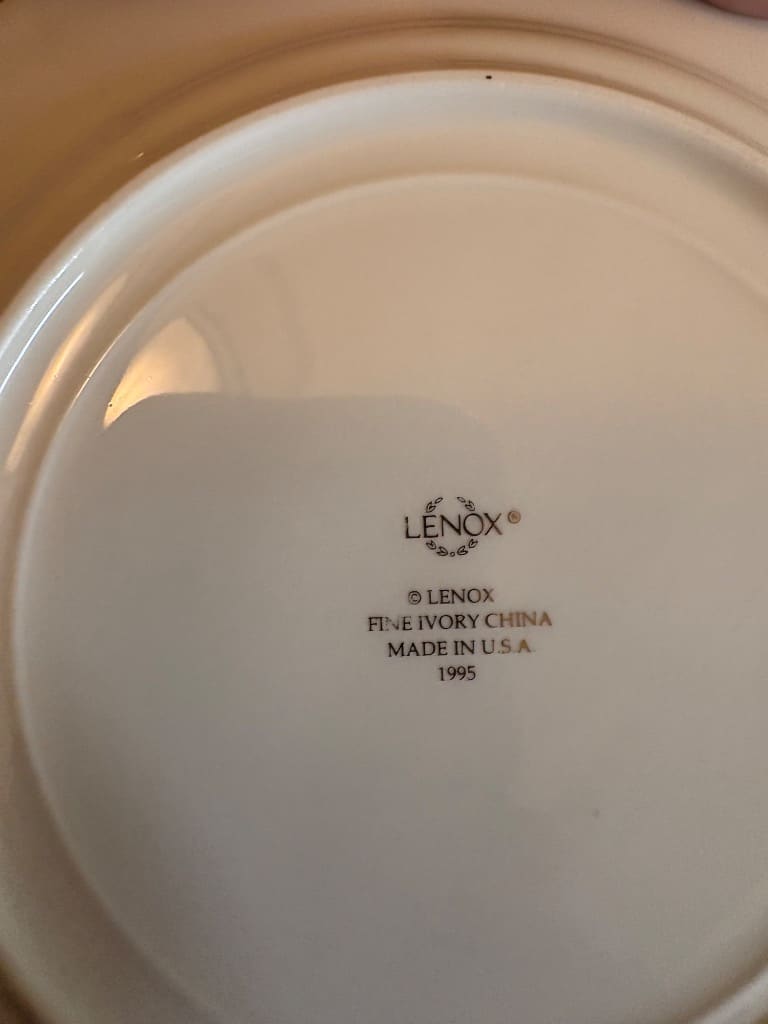 LENOX®
© LENOX
FINE IVORY CHINA
MADE IN U.S.A.
1995